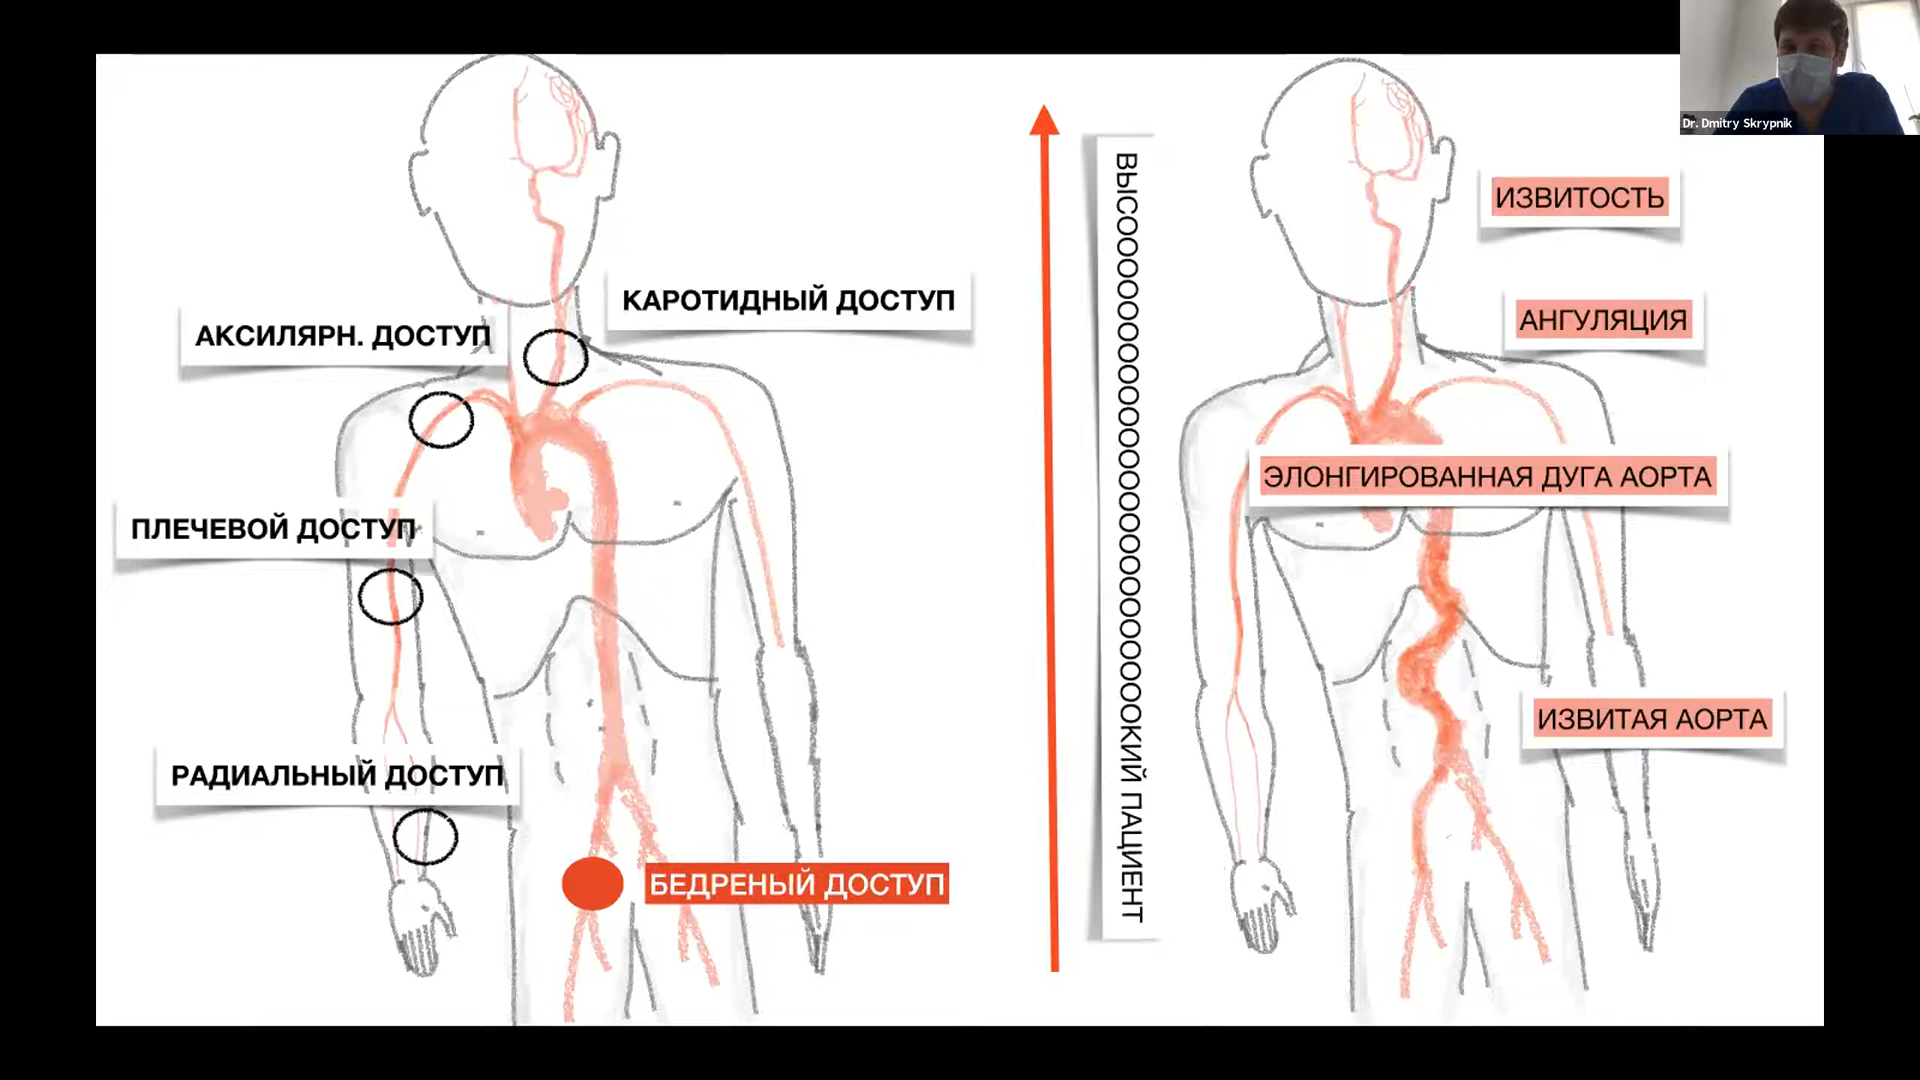 Dr. Dmitry Skrypnik
КАРОТИДНЫЙ ДОСТУП
АКСИЛЯРН. ДОСТУП
ПЛЕЧЕВОЙ ДОСТУП
РАДИАЛЬНЫЙ ДОСТУП
БЕДРЕНЫЙ ДОСТУП
ВЫСОООООООООООООООООООООООООООООООООООКИЙ ПАЦИЕНТ
ИЗВИТОСТЬ
АНГУЛЯЦИЯ
ЭЛОНГИРОВАННАЯ ДУГА АОРТА
ИЗВИТАЯ АОРТА